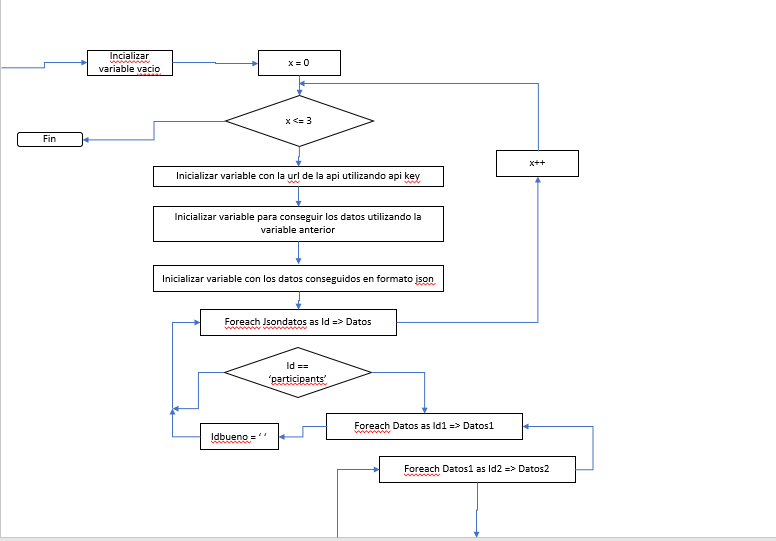 Incializar
variable vacio
x = 0
x <= 3
Fin
x++
Inicializar variable con la url de la api utilizando api key
Inicializar variable para conseguir los datos utilizando la
variable anterior
Inicializar variable con los datos conseguidos en formato json
Foreach Jsondatos as Id => Datos
Id ==
‘participants’
Foreach Datos as Id1 => Datos1
Idbueno = ‘ ‘
Foreach Datos1 as Id2 => Datos2